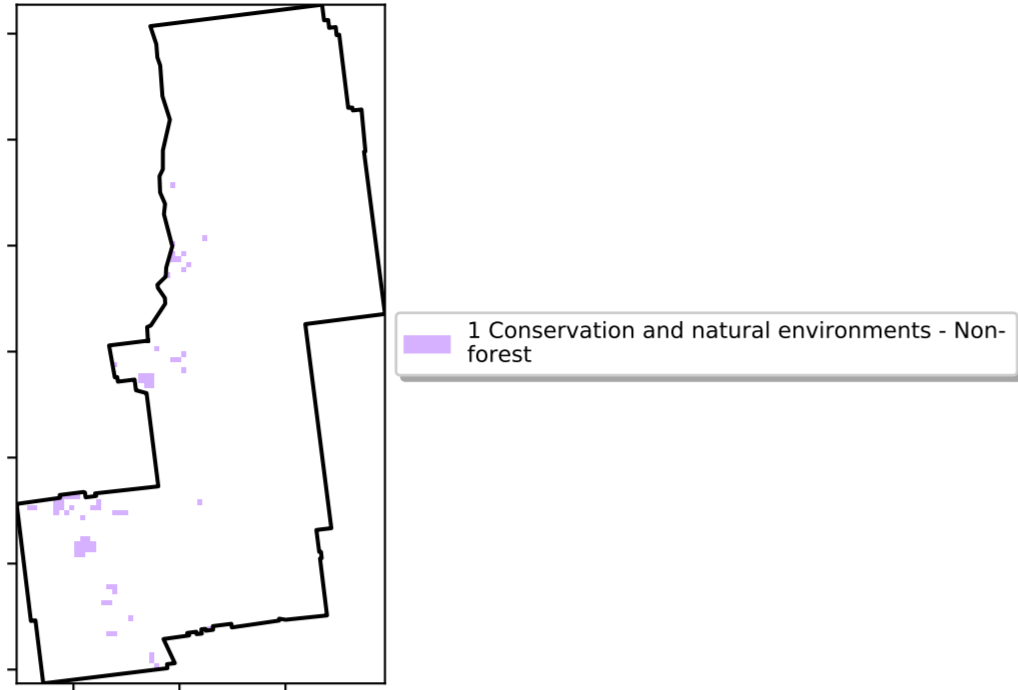 1 Conservation and natural environments - Non-
forest